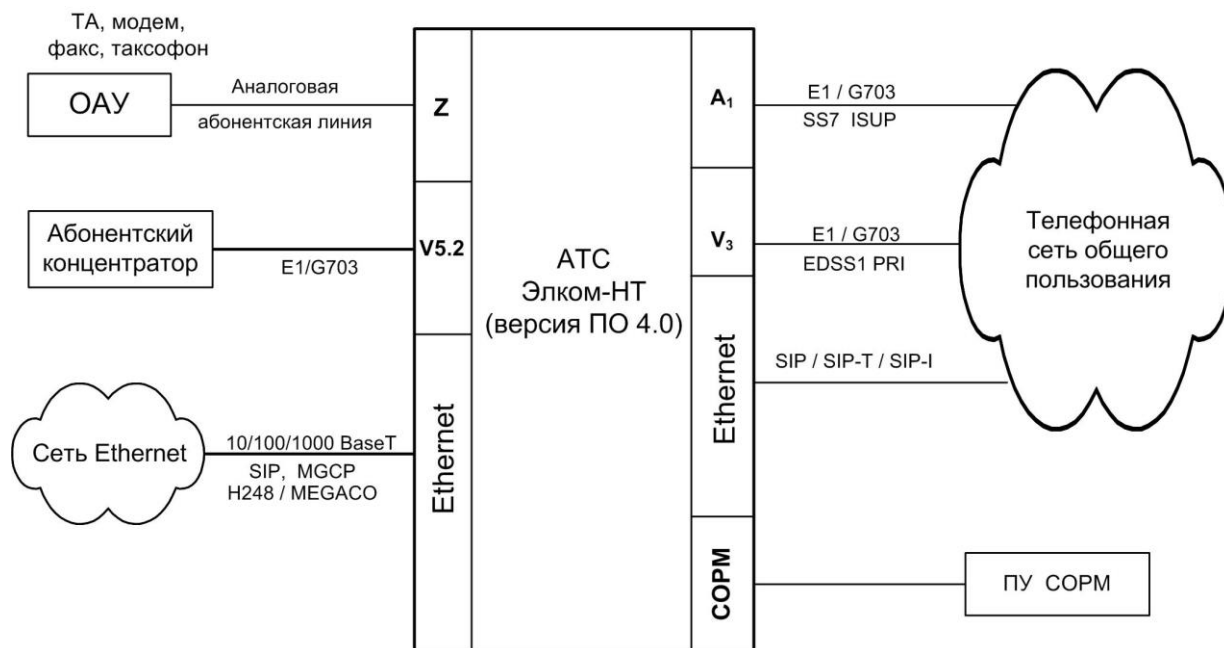 ТА, модем,
факс, таксофон
ОАУ
Аналоговая
абонентская линия
Z
Абонентский
концентратор
E1/G703
V5.2
Сеть Ethernet
10/100/1000 BaseT
SIP, MGCP
H248 / MEGACO
Ethernet
АТС
Элком-НТ
(версия ПО 4.0)
A₁
E1 / G703
SS7 ISUP
V₃
E1 / G703
EDSS1 PRI
Ethernet
SIP / SIP-T / SIP-I
Телефонная
сеть общего
пользования
СОРМ
ПУ СОРМ